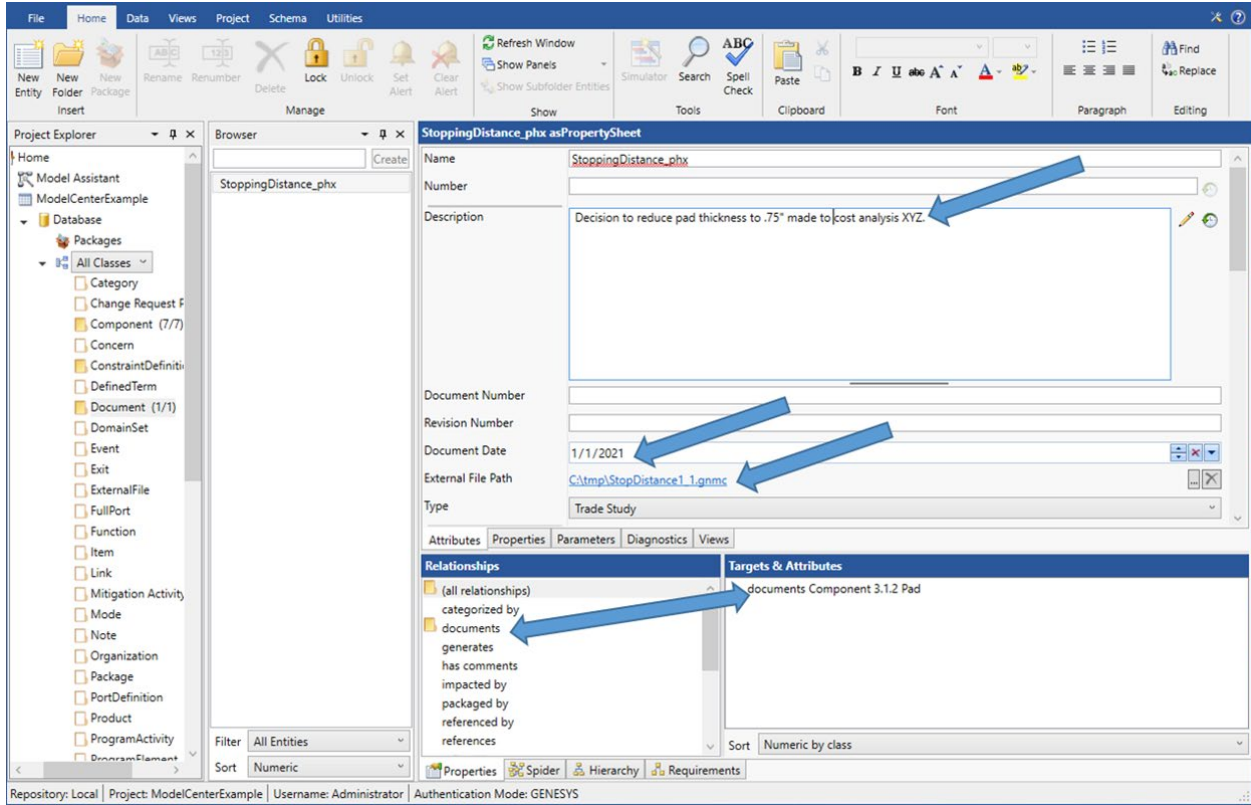 File Home Data Views Project Schema Utilities
New Entity
New Folder
New Package
Insert
Rename Renumber
Delete
Lock Unlock
Set Alert
Clear Alert
Manage
Refresh Window
Show Panels
Show Subfolder Entities
Show
Simulator Search
ABC
Spell Check
Tools
Paste
Clipboard
B I U abc A A A ab
Font
Paragraph
Find
Replace
Editing
Project Explorer
Home
Model Assistant
ModelCenterExample
Database
Packages
All Classes
Category
Change Request P
Component (7/7)
Concern
ConstraintDefiniti
DefinedTerm
Document (1/1)
DomainSet
Event
Exit
ExternalFile
FullPort
Function
Item
Link
Mitigation Activity
Mode
Note
Organization
Package
PortDefinition
Product
ProgramActivity
ProgramElement
Browser
Create
StoppingDistance_phx
Filter All Entities
Sort Numeric
StoppingDistance_phx asPropertySheet
Name StoppingDistance_phx
Number
Description Decision to reduce pad thickness to .75" made to cost analysis XYZ.
Document Number
Revision Number
Document Date 1/1/2021
External File Path C:\tmp\StopDistance1_1.gnmc
...
Type Trade Study
Attributes Properties Parameters Diagnostics Views
Relationships
(all relationships)
categorized by
documents
generates
has comments
impacted by
packaged by
referenced by
references
Targets & Attributes
documents Component 3.1.2 Pad
Sort Numeric by class
Properties Spider Hierarchy Requirements
Repository: Local Project: ModelCenterExample Username: Administrator Authentication Mode: GENESYS